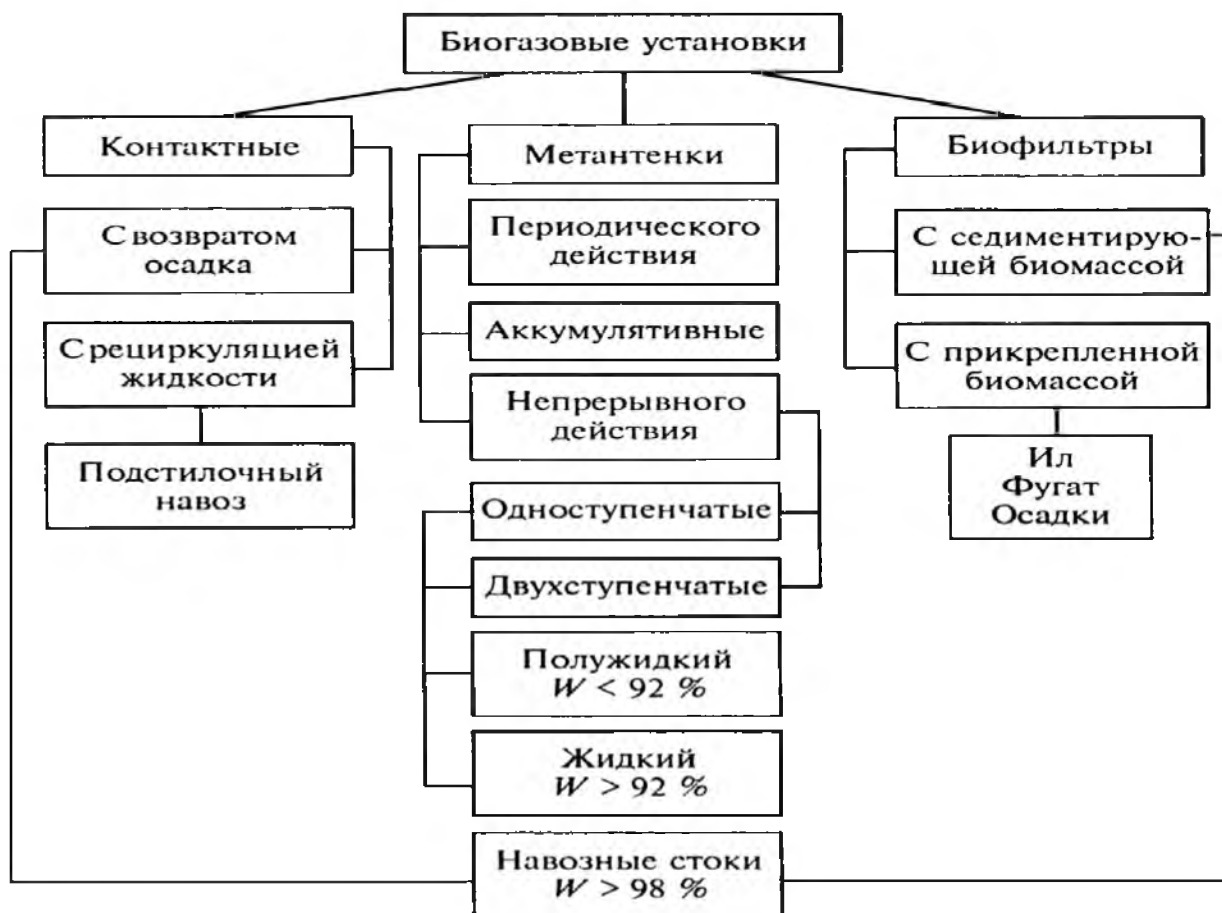 Биогазовые установки
Контактные
С возвратом
осадка
С рециркуляцией
жидкости
Подстилочный
навоз
Метантенки
Периодического
действия
Аккумулятивные
Непрерывного
действия
Одноступенчатые
Двухступенчатые
Полужидкий
W < 92 %
Жидкий
W > 92 %
Навозные стоки
W > 98 %
Биофильтры
С седиментирую-
щей биомассой
С прикрепленной
биомассой
Ил
Фугат
Осадки